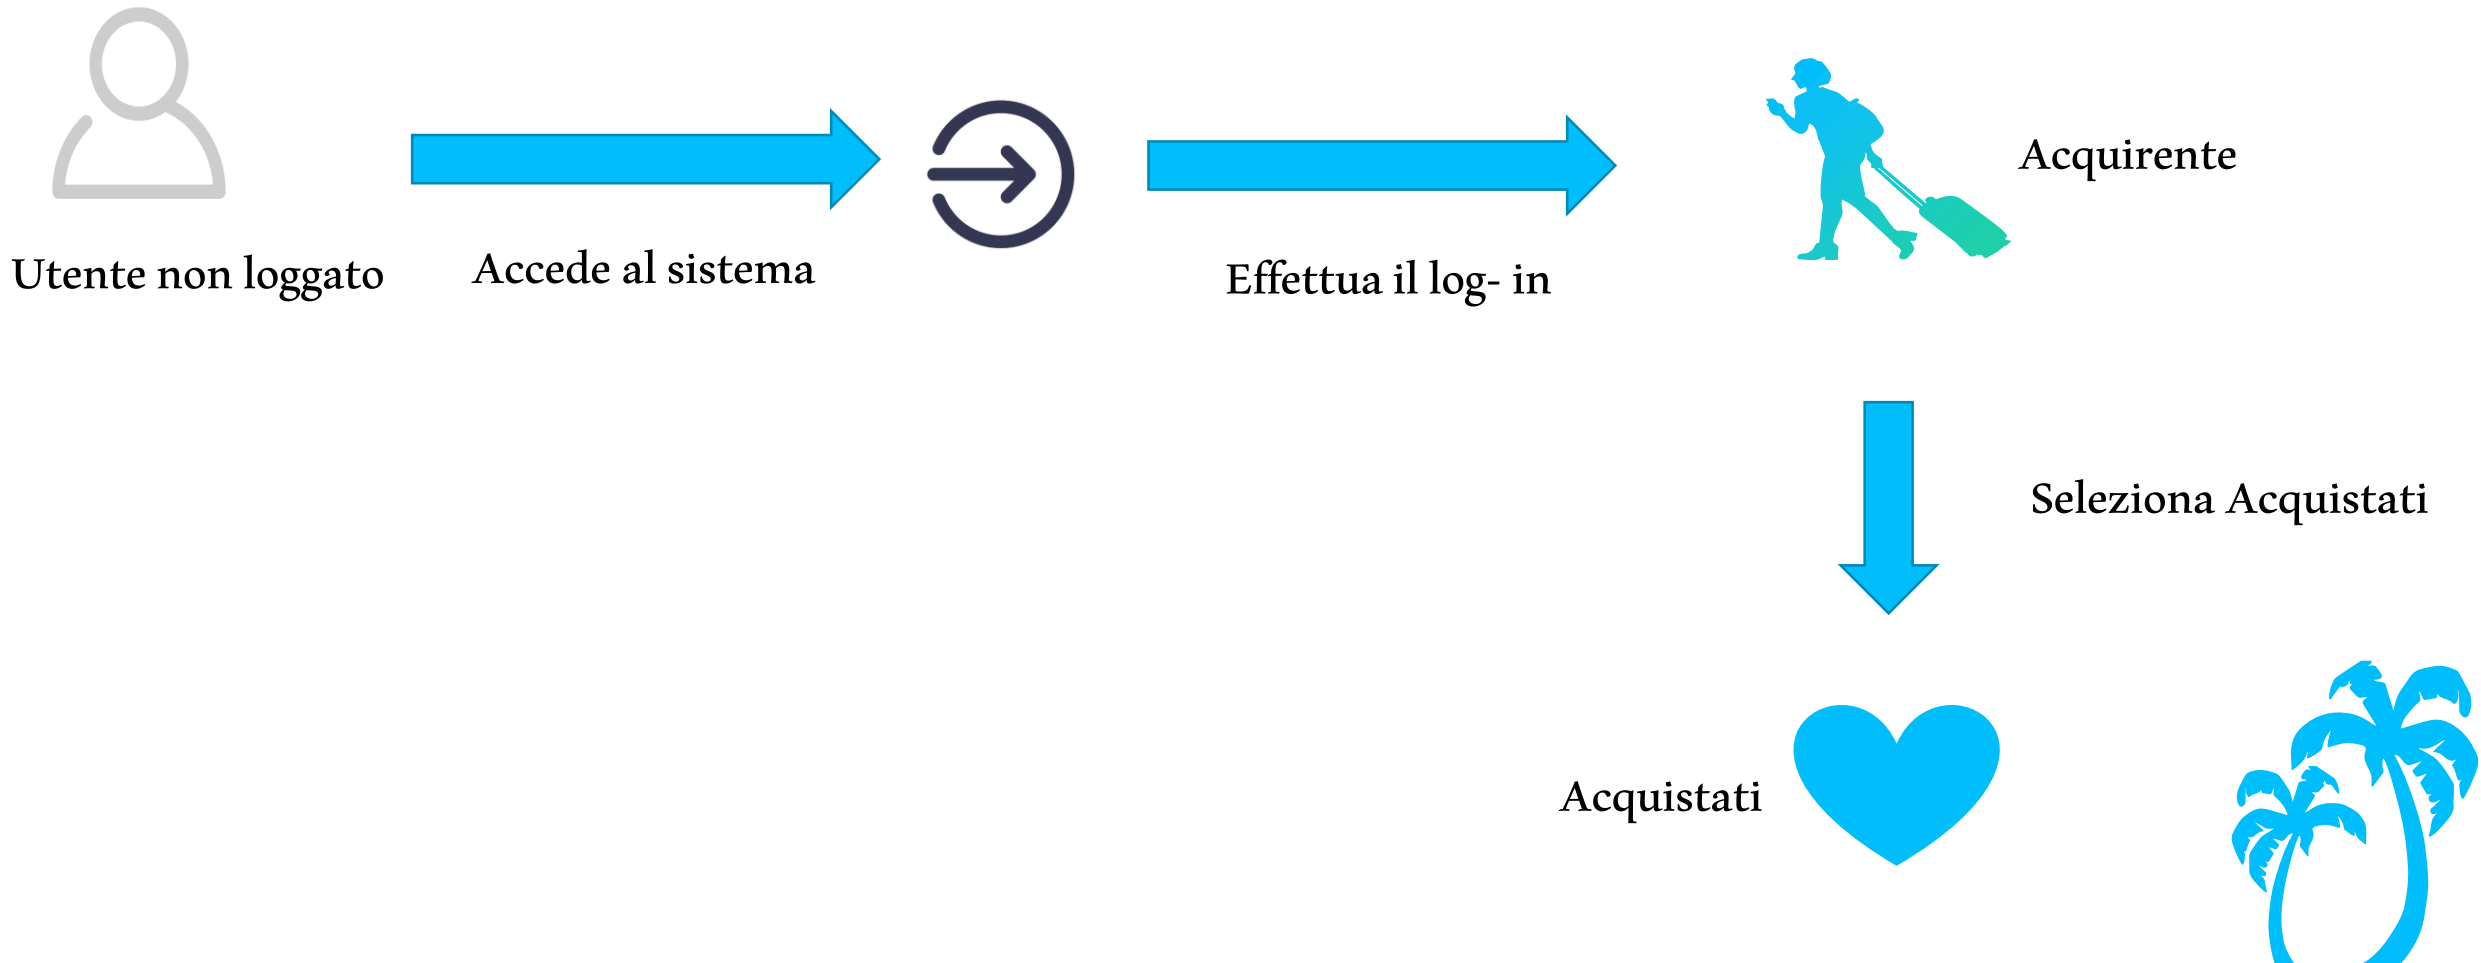 Utente non loggato
Accede al sistema
Effettua il log- in
Acquirente
Seleziona Acquistati
Acquistati